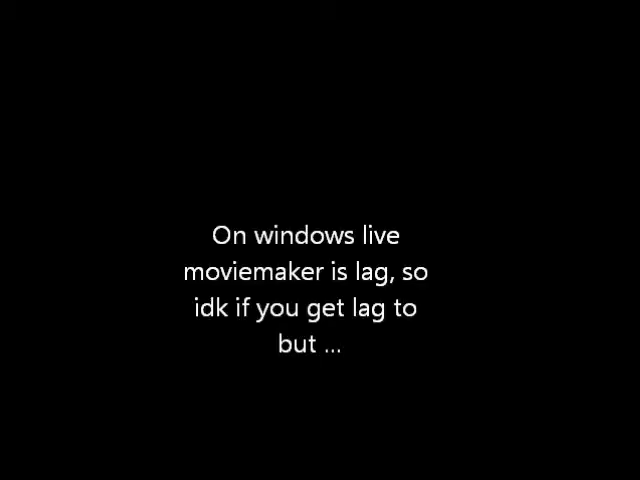 On windows live
moviemaker is lag, so
idk if you get lag to
but ...